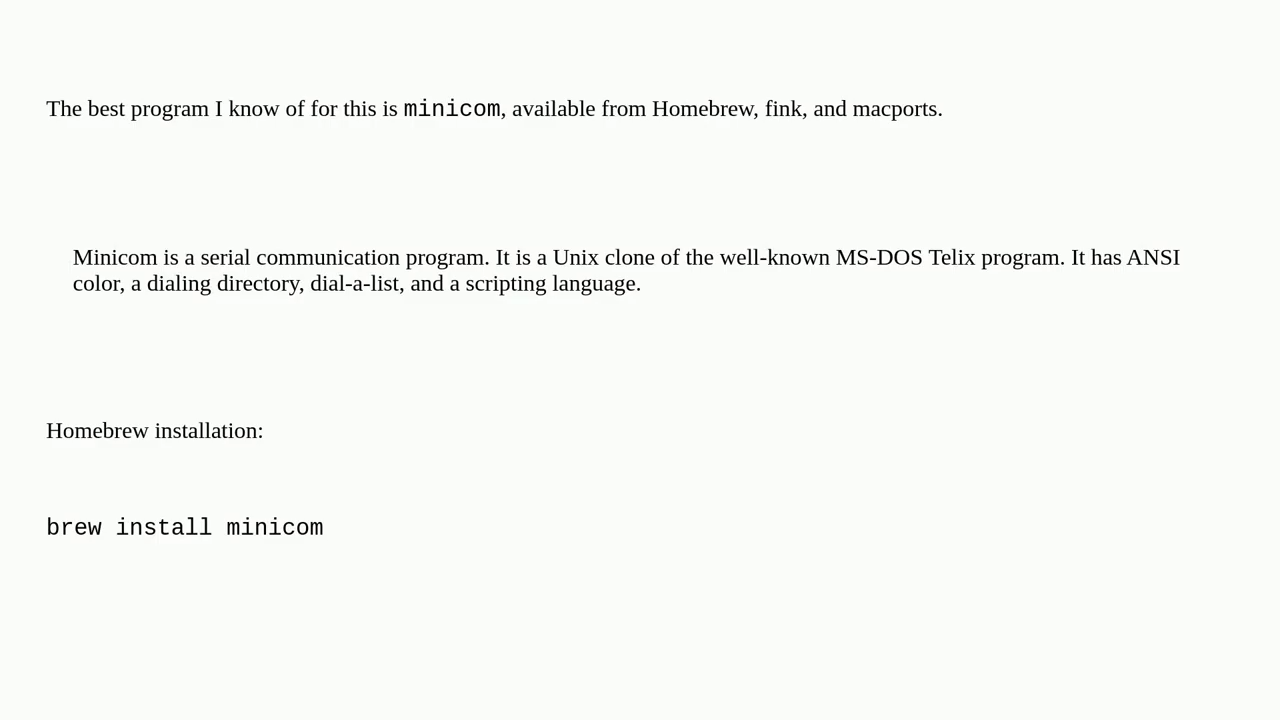 The best program I know of for this is minicom, available from Homebrew, fink, and macports.
Minicom is a serial communication program. It is a Unix clone of the well-known MS-DOS Telix program. It has ANSI
color, a dialing directory, dial-a-list, and a scripting language.
Homebrew installation:
brew install minicom